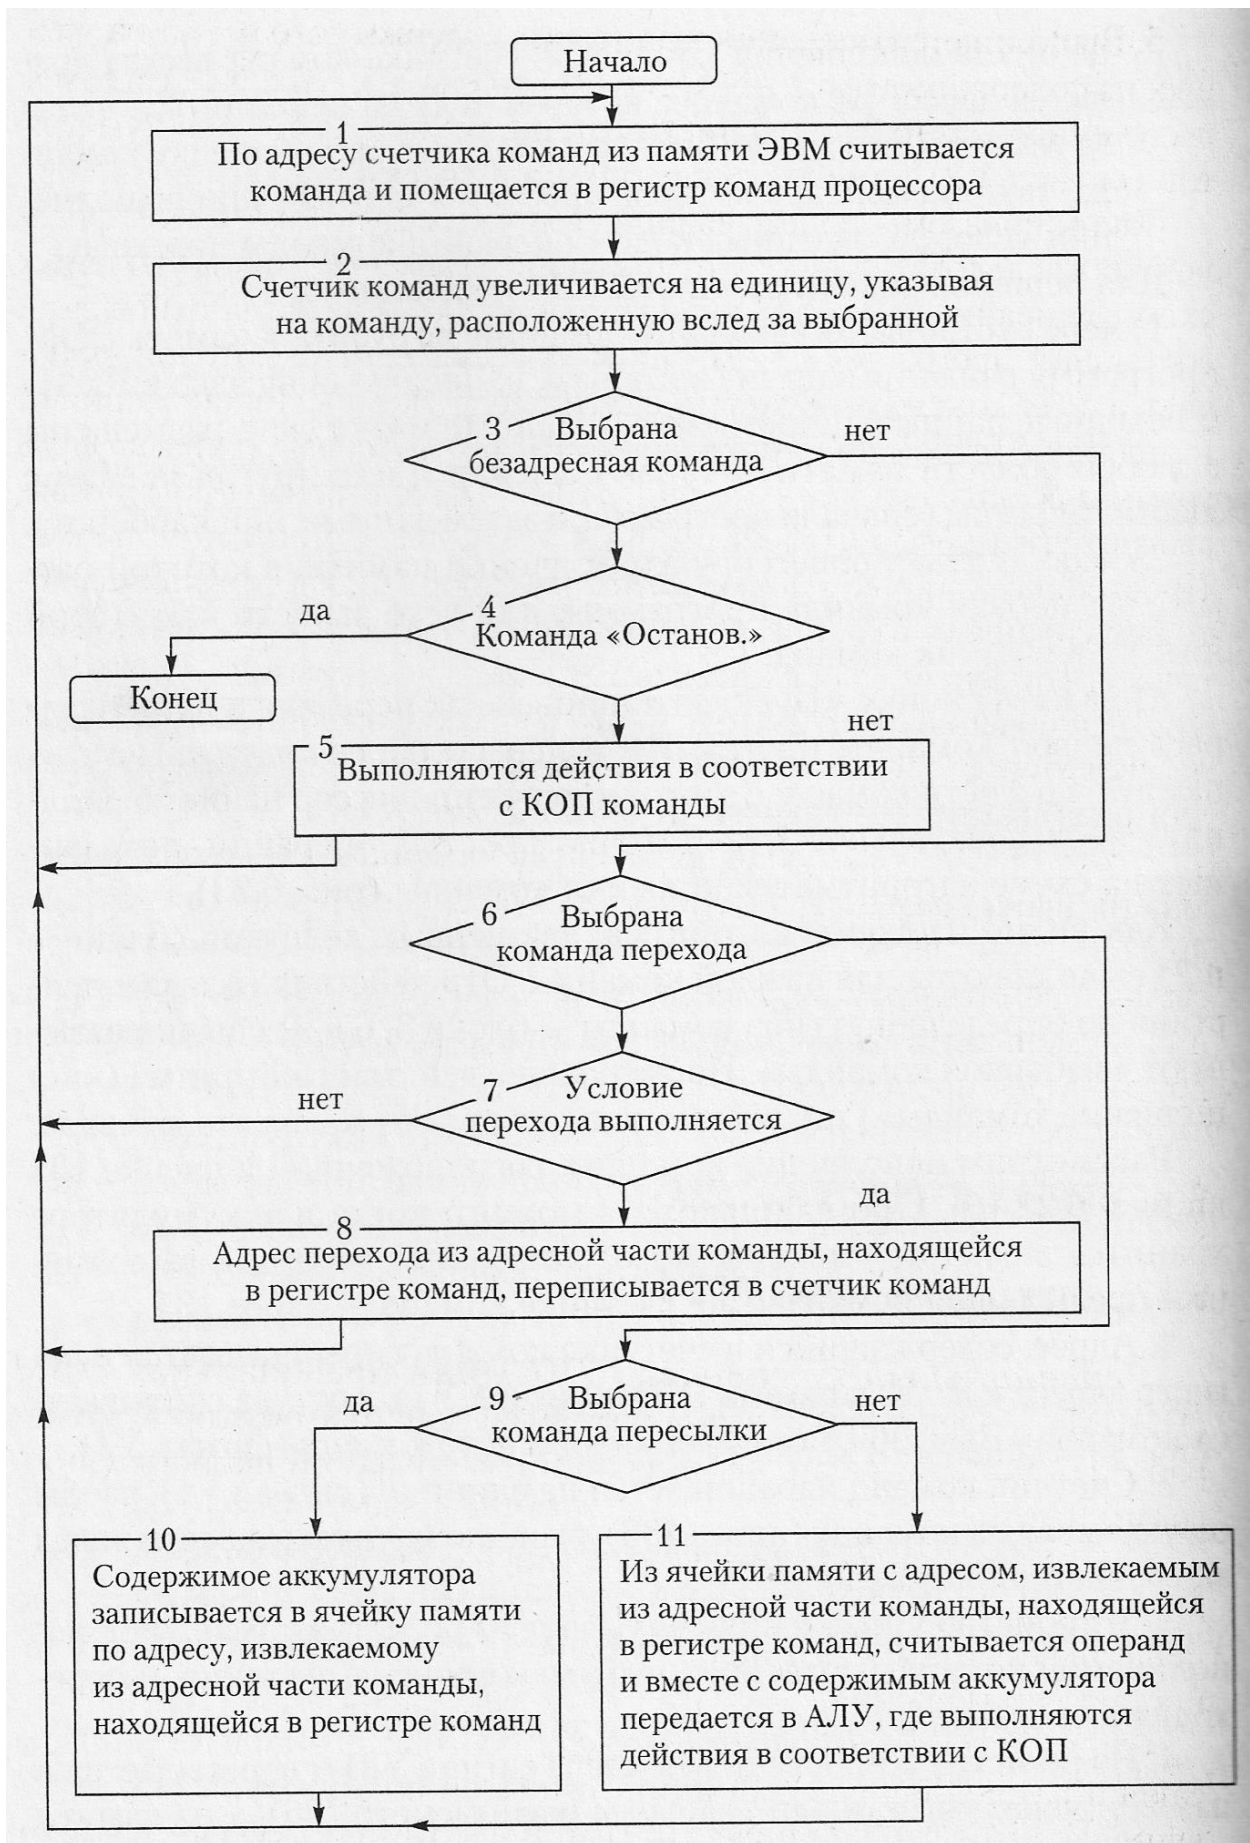 Начало
1
По адресу счетчика команд из памяти ЭВМ считывается
команда и помещается в регистр команд процессора
2
Счетчик команд увеличивается на единицу, указывая
на команду, расположенную вслед за выбранной
3
Выбрана
безадресная команда
нет
4
Команда «Останов.»
да
Конец
нет
5
Выполняются действия в соответствии
с КОП команды
6
Выбрана
команда перехода
7
Условие
перехода выполняется
нет
да
8
Адрес перехода из адресной части команды, находящейся
в регистре команд, переписывается в счетчик команд
9
Выбрана
команда пересылки
да
нет
10
Содержимое аккумулятора
записывается в ячейку памяти
по адресу, извлекаемому
из адресной части команды,
находящейся в регистре команд
11
Из ячейки памяти с адресом, извлекаемым
из адресной части команды, находящейся
в регистре команд, считывается операнд
и вместе с содержимым аккумулятора
передается в АЛУ, где выполняются
действия в соответствии с КОП